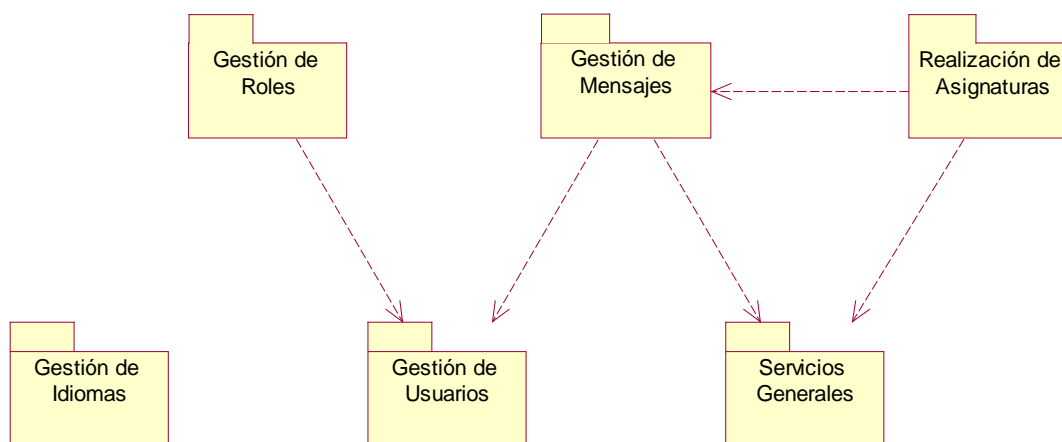 Gestión de
Roles
Gestión de
Mensajes
Realización de
Asignaturas
Gestión de
Idiomas
Gestión de
Usuarios
Servicios
Generales